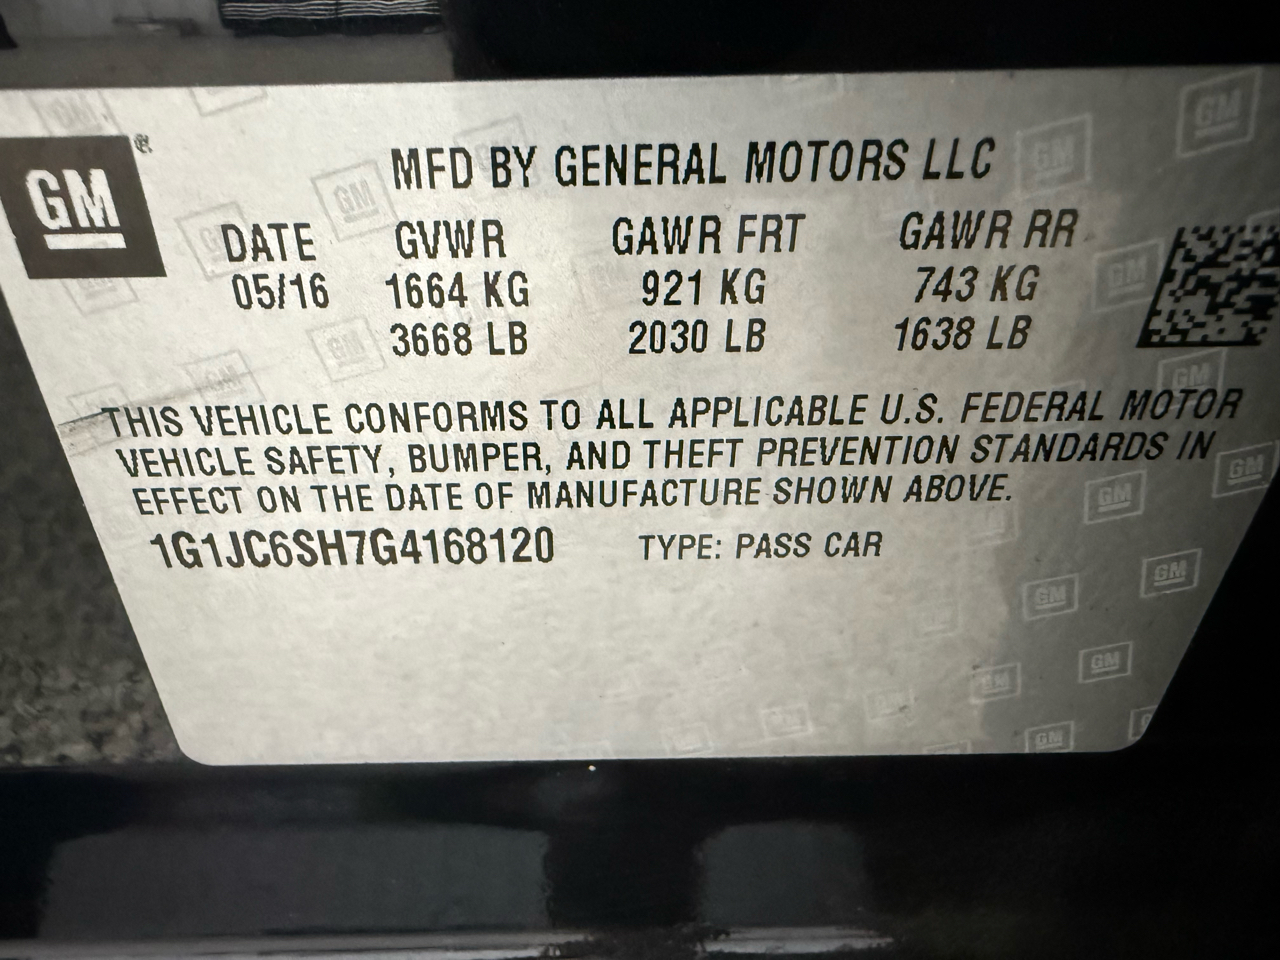 GM®
MFD BY GENERAL MOTORS LLC
DATE GVWR GAWR FRT GAWR RR
05/16 1664 KG 921 KG 743 KG
3668 LB 2030 LB 1638 LB
THIS VEHICLE CONFORMS TO ALL APPLICABLE U.S. FEDERAL MOTOR
VEHICLE SAFETY, BUMPER, AND THEFT PREVENTION STANDARDS IN
EFFECT ON THE DATE OF MANUFACTURE SHOWN ABOVE.
1G1JC6SH7G4168120 TYPE: PASS CAR